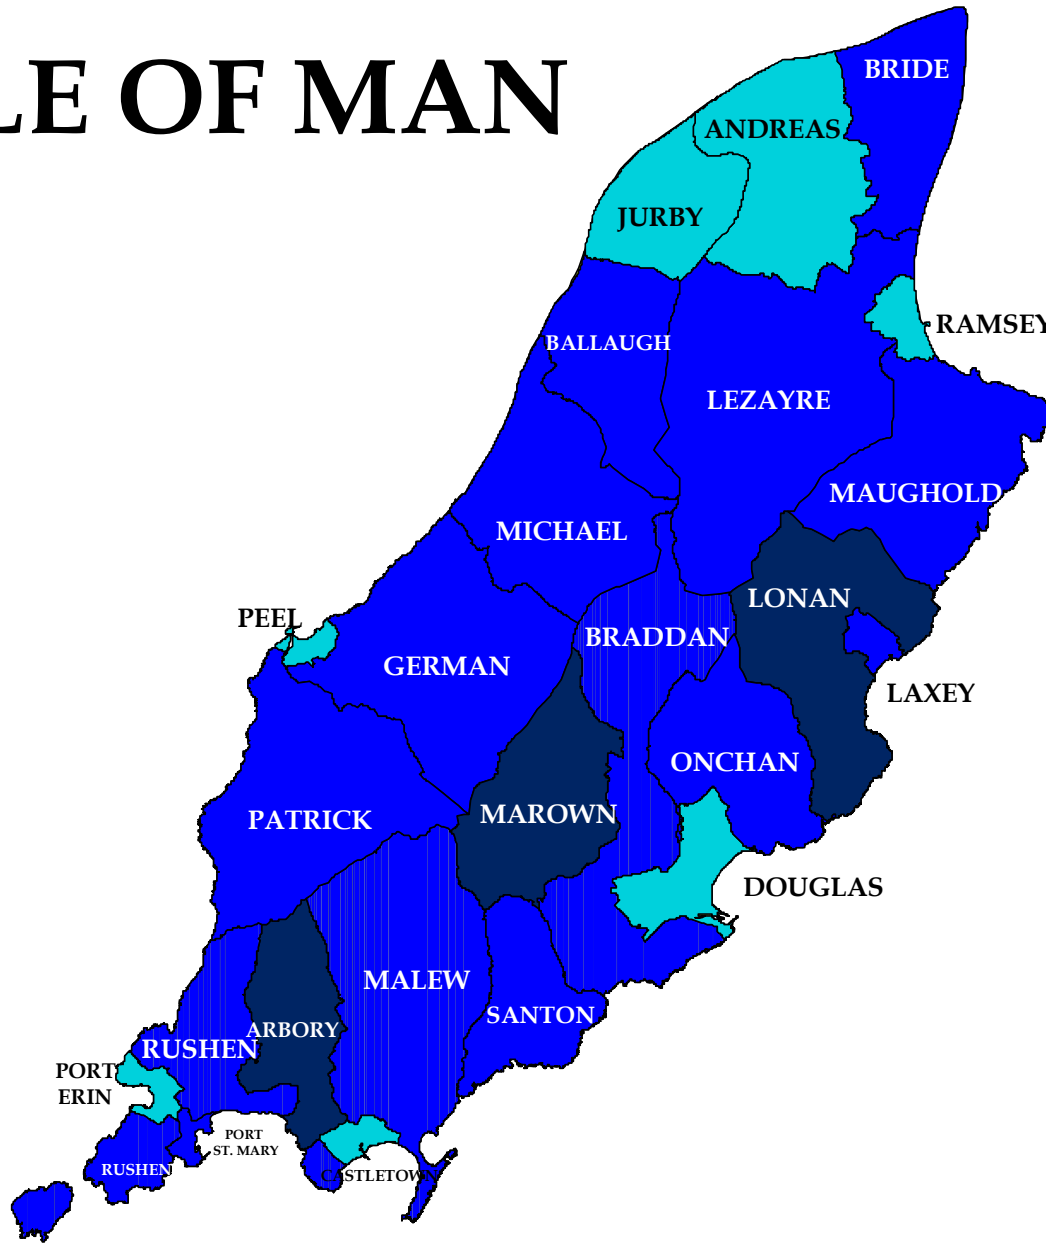 LE OF MAN
BRIDE
ANDREAS
JURBY
RAMSEY
BALLAUGH
LEZAYRE
MAUGHOLD
MICHAEL
LONAN
PEEL
BRADDAN
GERMAN
LAXEY
ONCHAN
MAROWN
PATRICK
DOUGLAS
MALEW
SANTON
ARBORY
RUSHEN
PORT
ERIN
PORT
ST. MARY
RUSHEN
CASTLETOWN